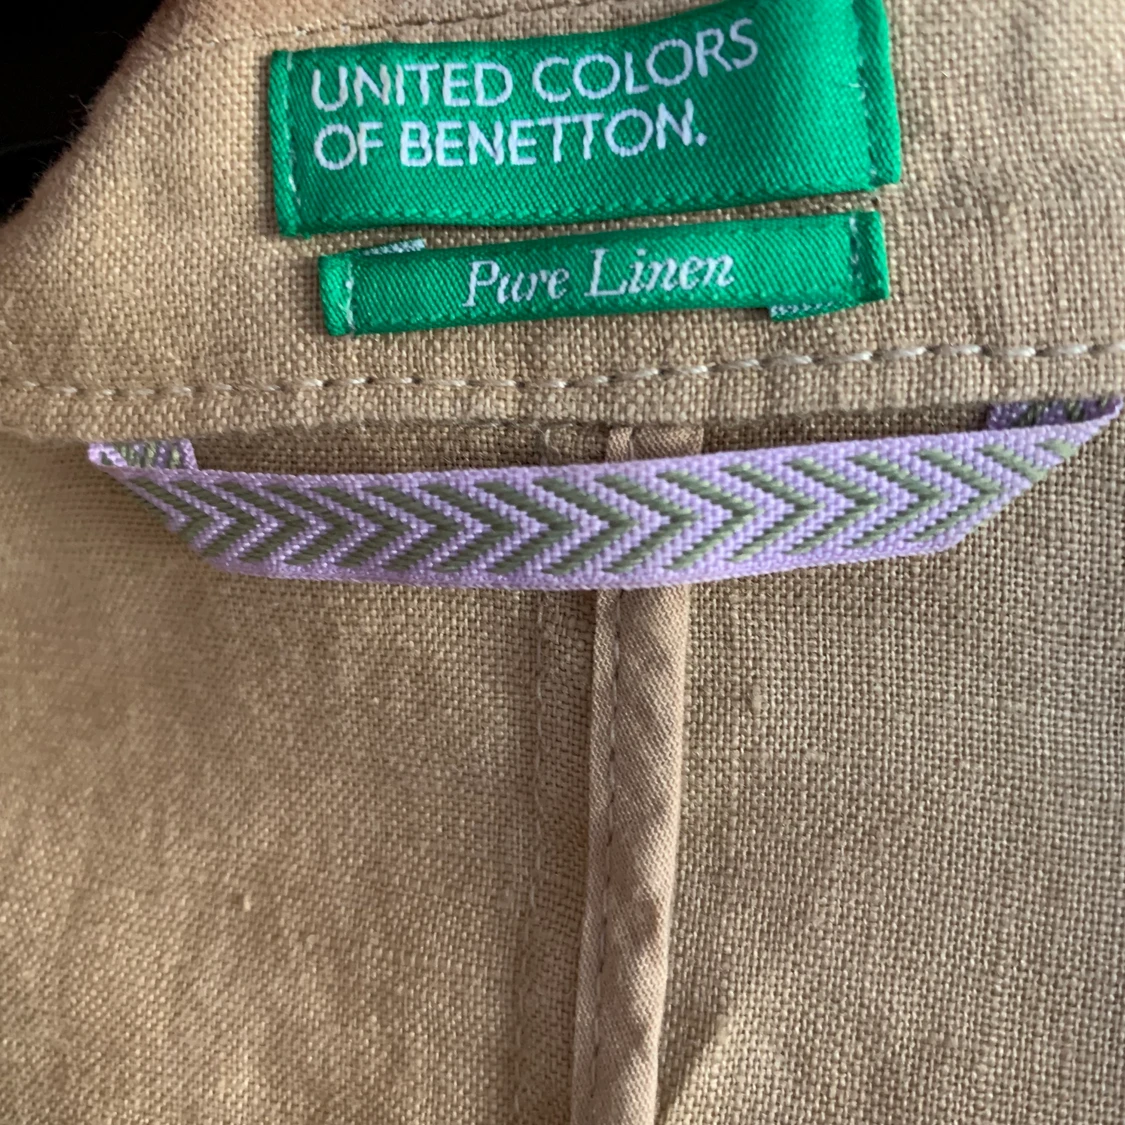 UNITED COLORS
OF BENETTON.
Pure Linen